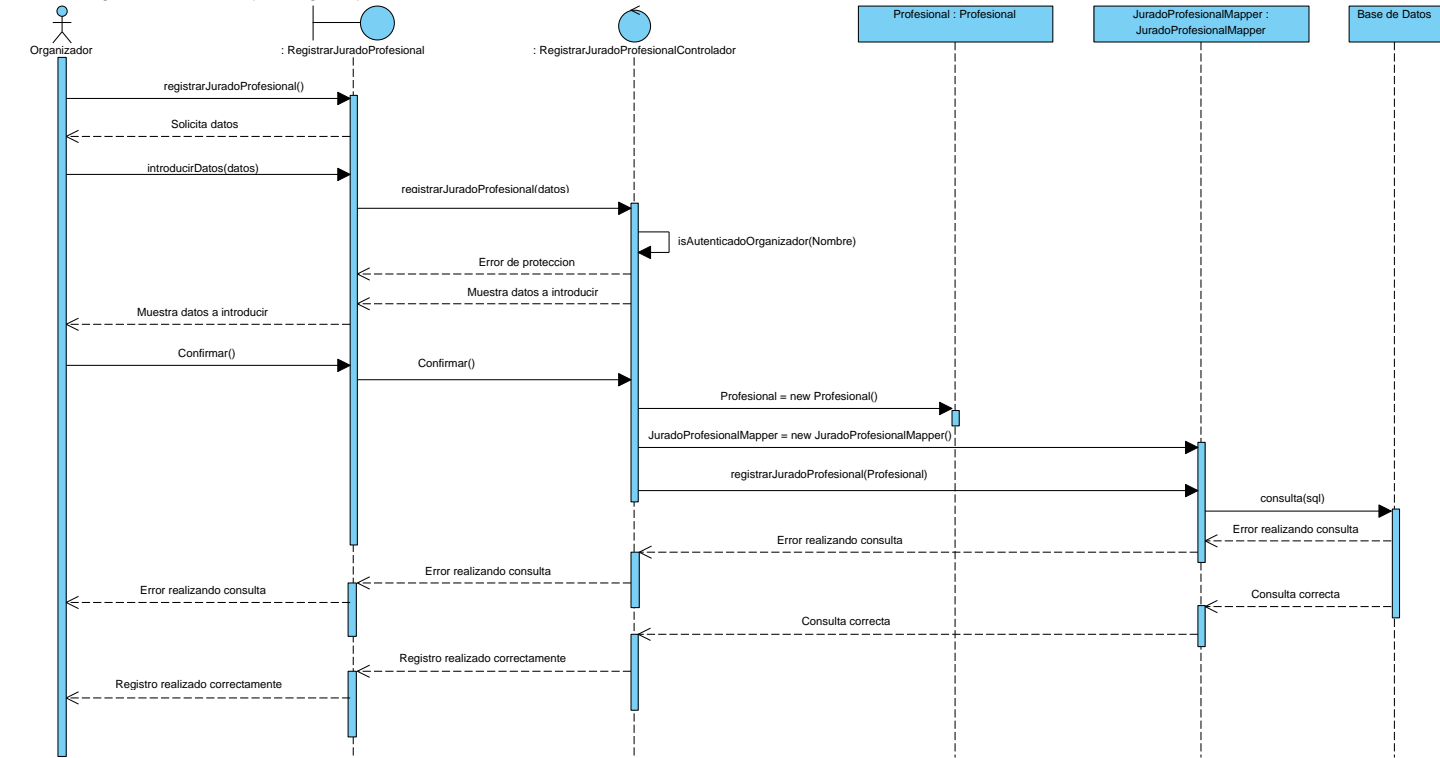 Organizador
: RegistrarJuradoProfesional
: RegistrarJuradoProfesionalControlador
Profesional : Profesional
JuradoProfesionalMapper :
JuradoProfesionalMapper
Base de Datos
registrarJuradoProfesional()
Solicita datos
introducirDatos(datos)
registrarJuradoProfesional(datos)
isAutenticadoOrganizador(Nombre)
Error de proteccion
Muestra datos a introducir
Muestra datos a introducir
Confirmar()
Confirmar()
Profesional = new Profesional()
JuradoProfesionalMapper = new JuradoProfesionalMapper()
registrarJuradoProfesional(Profesional)
consulta(sql)
Error realizando consulta
Error realizando consulta
Error realizando consulta
Error realizando consulta
Consulta correcta
Consulta correcta
Registro realizado correctamente
Registro realizado correctamente